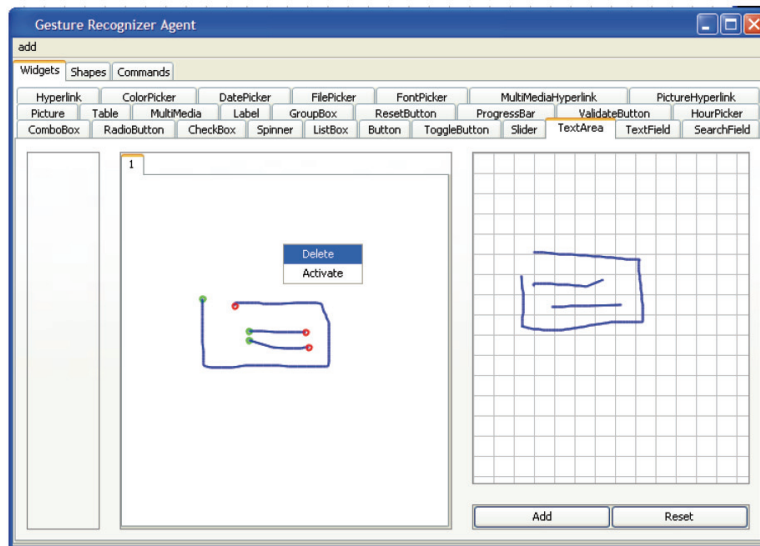 Gesture Recognizer Agent
add
Widgets Shapes Commands
Hyperlink ColorPicker DatePicker FilePicker FontPicker MultiMediaHyperlink PictureHyperlink
Picture Table MultiMedia Label GroupBox ResetButton ProgressBar ValidateButton HourPicker
ComboBox RadioButton CheckBox Spinner ListBox Button ToggleButton Slider TextArea TextField SearchField
1
Delete
Activate
Add Reset